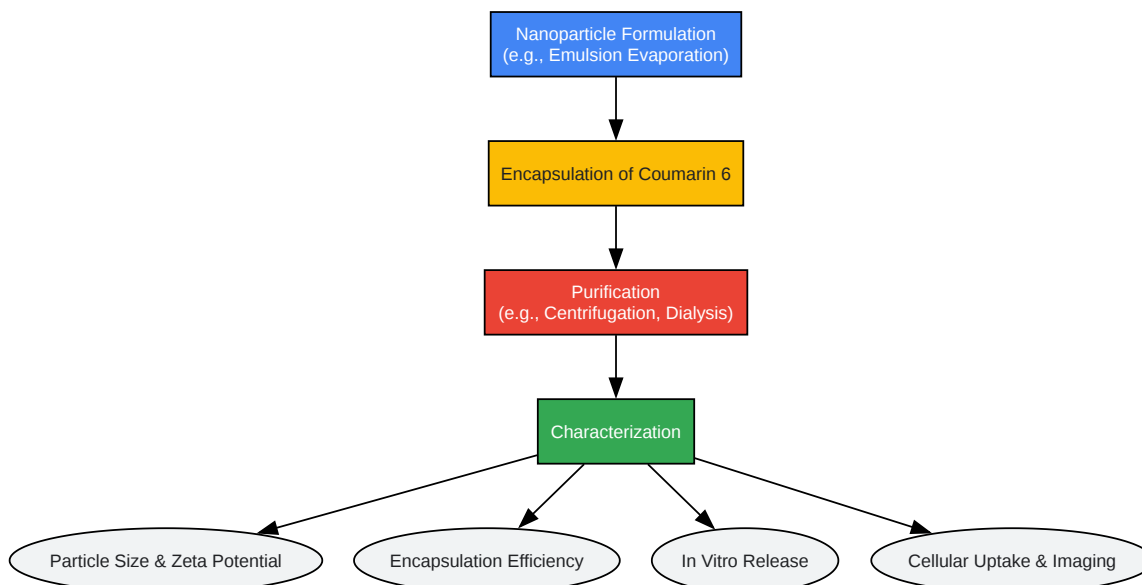 Nanoparticle Formulation
(e.g., Emulsion Evaporation)
Encapsulation of Coumarin 6
Purification
(e.g., Centrifugation, Dialysis)
Characterization
Particle Size & Zeta Potential
Encapsulation Efficiency
In Vitro Release
Cellular Uptake & Imaging